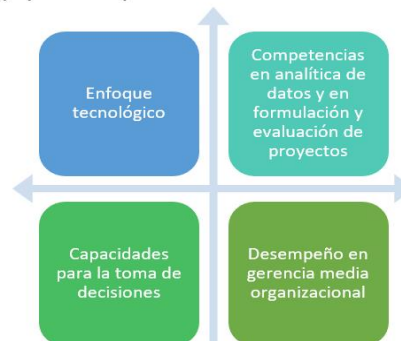 Enfoque
tecnológico
Competencias
en analítica de
datos y en
formulación y
evaluación de
proyectos
Capacidades
para la toma de
decisiones
Desempeño en
gerencia media
organizacional